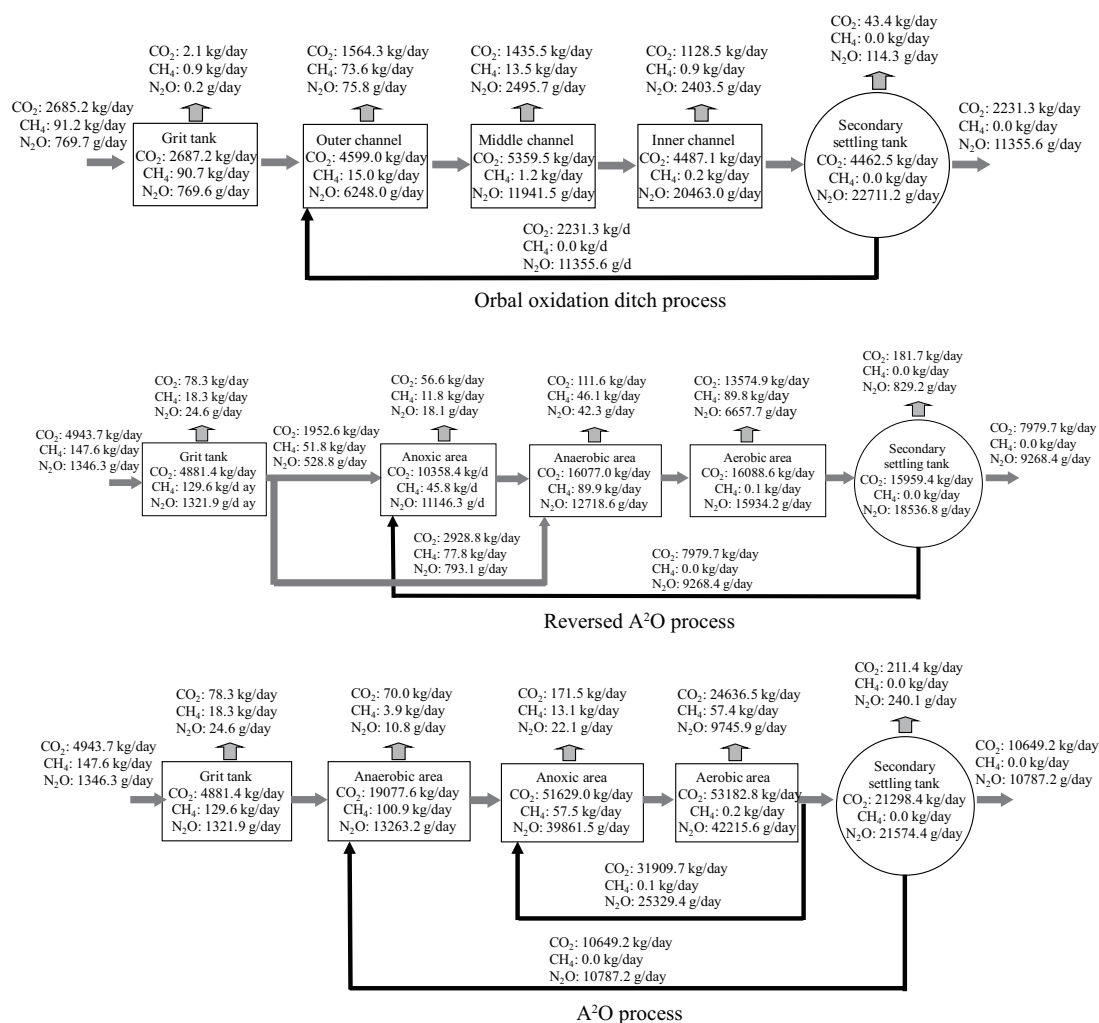 CO₂: 2.1 kg/day
CH₄: 0.9 kg/day
N₂O: 0.2 g/day
CO₂: 1564.3 kg/day
CH₄: 73.6 kg/day
N₂O: 75.8 g/day
CO₂: 1435.5 kg/day
CH₄: 13.5 kg/day
N₂O: 2495.7 g/day
CO₂: 1128.5 kg/day
CH₄: 0.9 kg/day
N₂O: 2403.5 g/day
CO₂: 43.4 kg/day
CH₄: 0.0 kg/day
N₂O: 114.3 g/day
CO₂: 2685.2 kg/day
CH₄: 91.2 kg/day
N₂O: 769.7 g/day
Grit tank
CO₂: 2687.2 kg/day
CH₄: 90.7 kg/day
N₂O: 769.6 g/day
Outer channel
CO₂: 4599.0 kg/day
CH₄: 15.0 kg/day
N₂O: 6248.0 g/day
Middle channel
CO₂: 5359.5 kg/day
CH₄: 1.2 kg/day
N₂O: 11941.5 g/day
Inner channel
CO₂: 4487.1 kg/day
CH₄: 0.2 kg/day
N₂O: 20463.0 g/day
Secondary
settling tank
CO₂: 4462.5 kg/day
CH₄: 0.0 kg/day
N₂O: 22711.2 g/day
CO₂: 2231.3 kg/day
CH₄: 0.0 kg/day
N₂O: 11355.6 g/day
CO₂: 2231.3 kg/d
CH₄: 0.0 kg/d
N₂O: 11355.6 g/d
Orbal oxidation ditch process
CO₂: 78.3 kg/day
CH₄: 18.3 kg/day
N₂O: 24.6 g/day
CO₂: 56.6 kg/day
CH₄: 11.8 kg/day
N₂O: 18.1 g/day
CO₂: 111.6 kg/day
CH₄: 46.1 kg/day
N₂O: 42.3 g/day
CO₂: 13574.9 kg/day
CH₄: 89.8 kg/day
N₂O: 6657.7 g/day
CO₂: 181.7 kg/day
CH₄: 0.0 kg/day
N₂O: 829.2 g/day
CO₂: 4943.7 kg/day
CH₄: 147.6 kg/day
N₂O: 1346.3 g/day
Grit tank
CO₂: 4881.4 kg/day
CH₄: 129.6 kg/d ay
N₂O: 1321.9 g/d ay
CO₂: 1952.6 kg/day
CH₄: 51.8 kg/day
N₂O: 528.8 g/day
Anoxic area
CO₂: 10358.4 kg/d
CH₄: 45.8 kg/d
N₂O: 11146.3 g/d
Anaerobic area
CO₂: 16077.0 kg/day
CH₄: 89.9 kg/day
N₂O: 12718.6 g/day
Aerobic area
CO₂: 16088.6 kg/day
CH₄: 0.1 kg/day
N₂O: 15934.2 g/day
Secondary
settling tank
CO₂: 15959.4 kg/day
CH₄: 0.0 kg/day
N₂O: 18536.8 g/day
CO₂: 7979.7 kg/day
CH₄: 0.0 kg/day
N₂O: 9268.4 g/day
CO₂: 2928.8 kg/day
CH₄: 77.8 kg/day
N₂O: 793.1 g/day
CO₂: 7979.7 kg/day
CH₄: 0.0 kg/day
N₂O: 9268.4 g/day
Reversed A²O process
CO₂: 78.3 kg/day
CH₄: 18.3 kg/day
N₂O: 24.6 g/day
CO₂: 70.0 kg/day
CH₄: 3.9 kg/day
N₂O: 10.8 g/day
CO₂: 171.5 kg/day
CH₄: 13.1 kg/day
N₂O: 22.1 g/day
CO₂: 24636.5 kg/day
CH₄: 57.4 kg/day
N₂O: 9745.9 g/day
CO₂: 211.4 kg/day
CH₄: 0.0 kg/day
N₂O: 240.1 g/day
CO₂: 4943.7 kg/day
CH₄: 147.6 kg/day
N₂O: 1346.3 g/day
Grit tank
CO₂: 4881.4 kg/day
CH₄: 129.6 kg/day
N₂O: 1321.9 g/day
Anaerobic area
CO₂: 19077.6 kg/day
CH₄: 100.9 kg/day
N₂O: 13263.2 g/day
Anoxic area
CO₂: 51629.0 kg/day
CH₄: 57.5 kg/day
N₂O: 39861.5 g/day
Aerobic area
CO₂: 53182.8 kg/day
CH₄: 0.2 kg/day
N₂O: 42215.6 g/day
Secondary
settling tank
CO₂: 21298.4 kg/day
CH₄: 0.0 kg/day
N₂O: 21574.4 g/day
CO₂: 10649.2 kg/day
CH₄: 0.0 kg/day
N₂O: 10787.2 g/day
CO₂: 31909.7 kg/day
CH₄: 0.1 kg/day
N₂O: 25329.4 g/day
CO₂: 10649.2 kg/day
CH₄: 0.0 kg/day
N₂O: 10787.2 g/day
A²O process